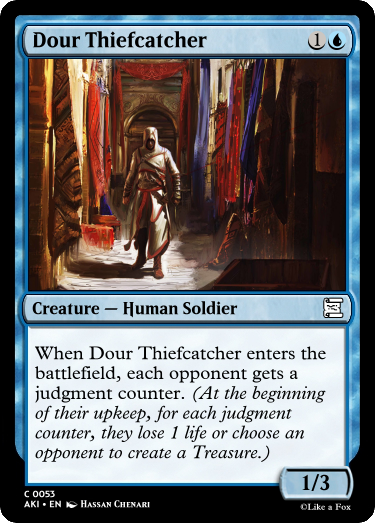 Dour Thiefcatcher 1
Creature — Human Soldier
When Dour Thiefcatcher enters the
battlefield, each opponent gets a
judgment counter. (At the beginning
of their upkeep, for each judgment
counter, they lose 1 life or choose an
opponent to create a Treasure.)
1/3
C 0053
AKI • EN Hassan Chenari
©Like a Fox